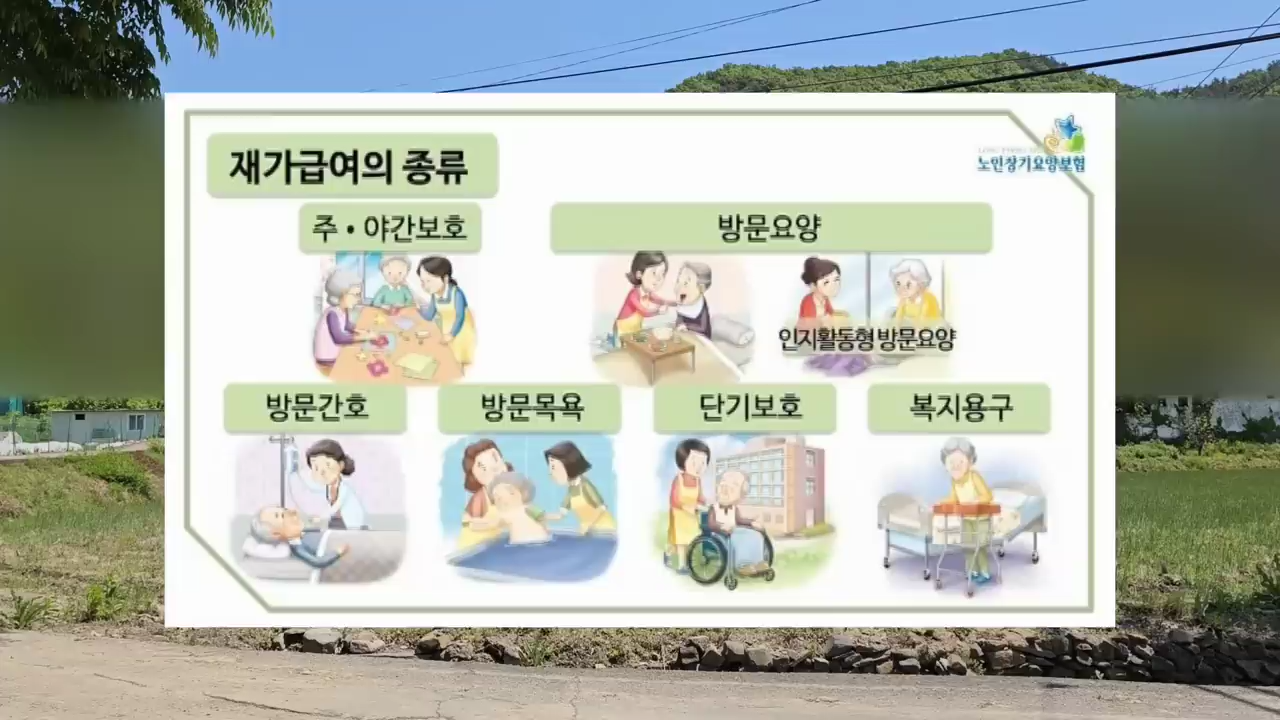 재가급여의 종류
노인장기요양보험
주•야간보호
방문요양
인지활동형 방문요양
방문간호
방문목욕
단기보호
복지용구